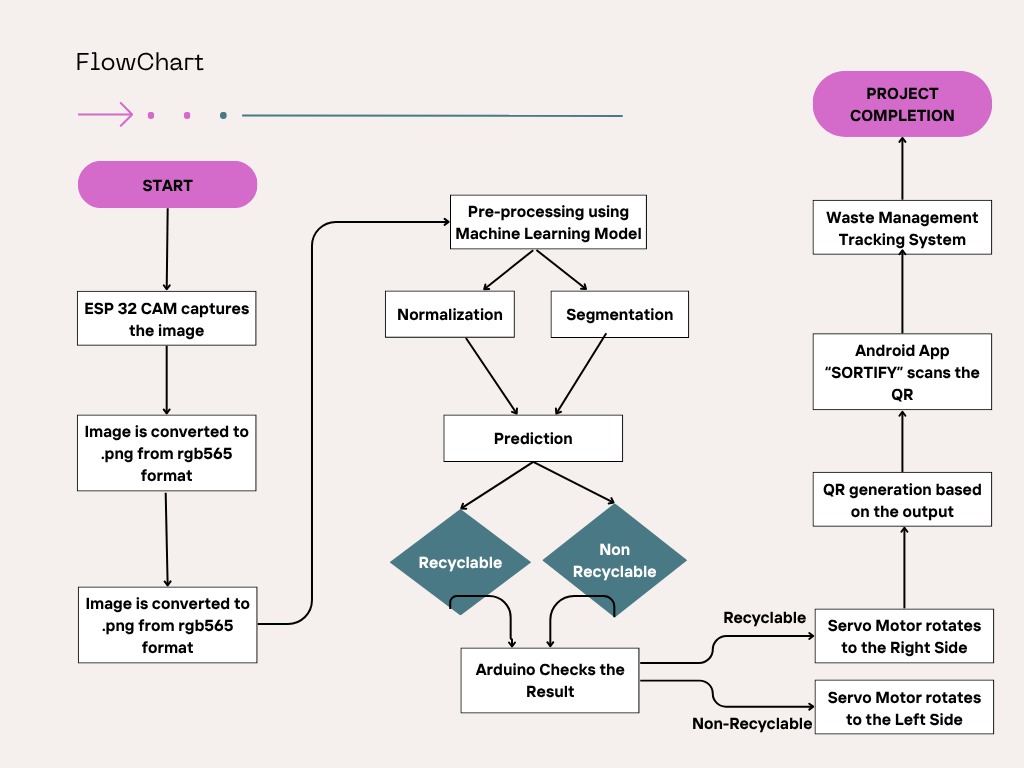 FlowChart
START
ESP 32 CAM captures
the image
Image is converted to
.png from rgb565
format
Image is converted to
.png from rgb565
format
Pre-processing using
Machine Learning Model
Normalization
Segmentation
Prediction
Recyclable
Non
Recyclable
Arduino Checks the
Result
Recyclable
Non-Recyclable
Servo Motor rotates
to the Right Side
Servo Motor rotates
to the Left Side
QR generation based
on the output
Android App
“SORTIFY” scans the
QR
Waste Management
Tracking System
PROJECT
COMPLETION